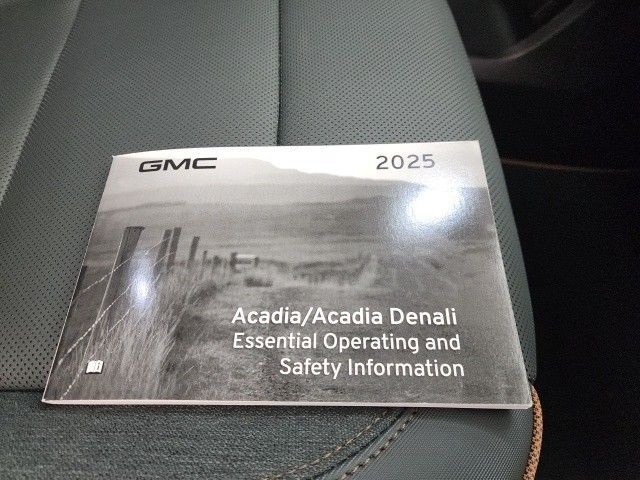 GMC 2025
Acadia/Acadia Denali
Essential Operating and
Safety Information